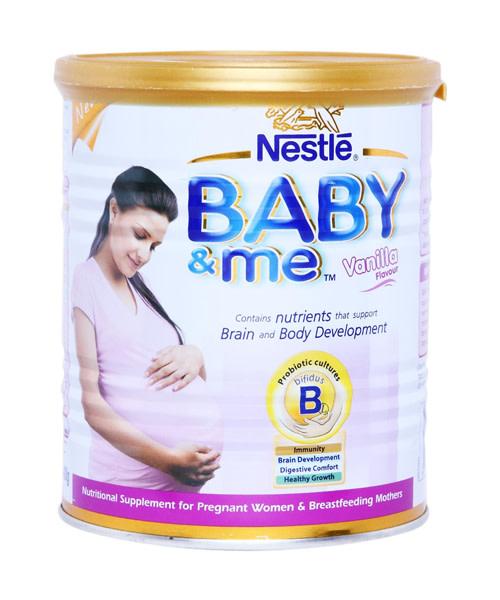 New
Nestlé®
BABY
& me™
Vanilla
Flavour
Contains nutrients that support
Brain and Body Development
Probiotic cultures
bifidus
B
Immunity
Brain Development
Digestive Comfort
Healthy Growth
Nutritional Supplement for Pregnant Women & Breastfeeding Mothers